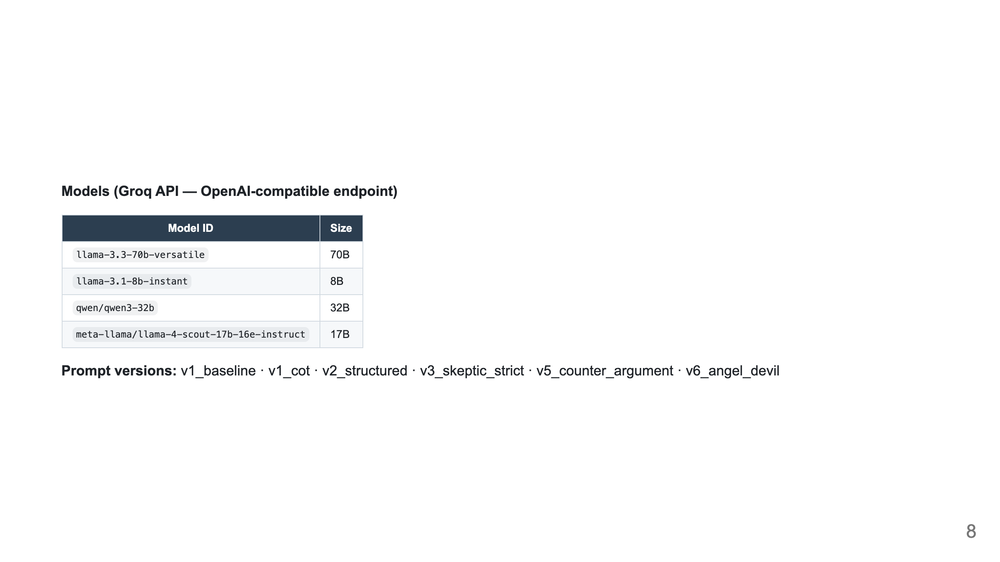 Models (Groq API — OpenAI-compatible endpoint)
Model ID Size
llama-3.3-70b-versatile 70B
llama-3.1-8b-instant 8B
qwen/qwen3-32b 32B
meta-llama/llama-4-scout-17b-16e-instruct 17B
Prompt versions: v1_baseline · v1_cot · v2_structured · v3_skeptic_strict · v5_counter_argument · v6_angel_devil
8